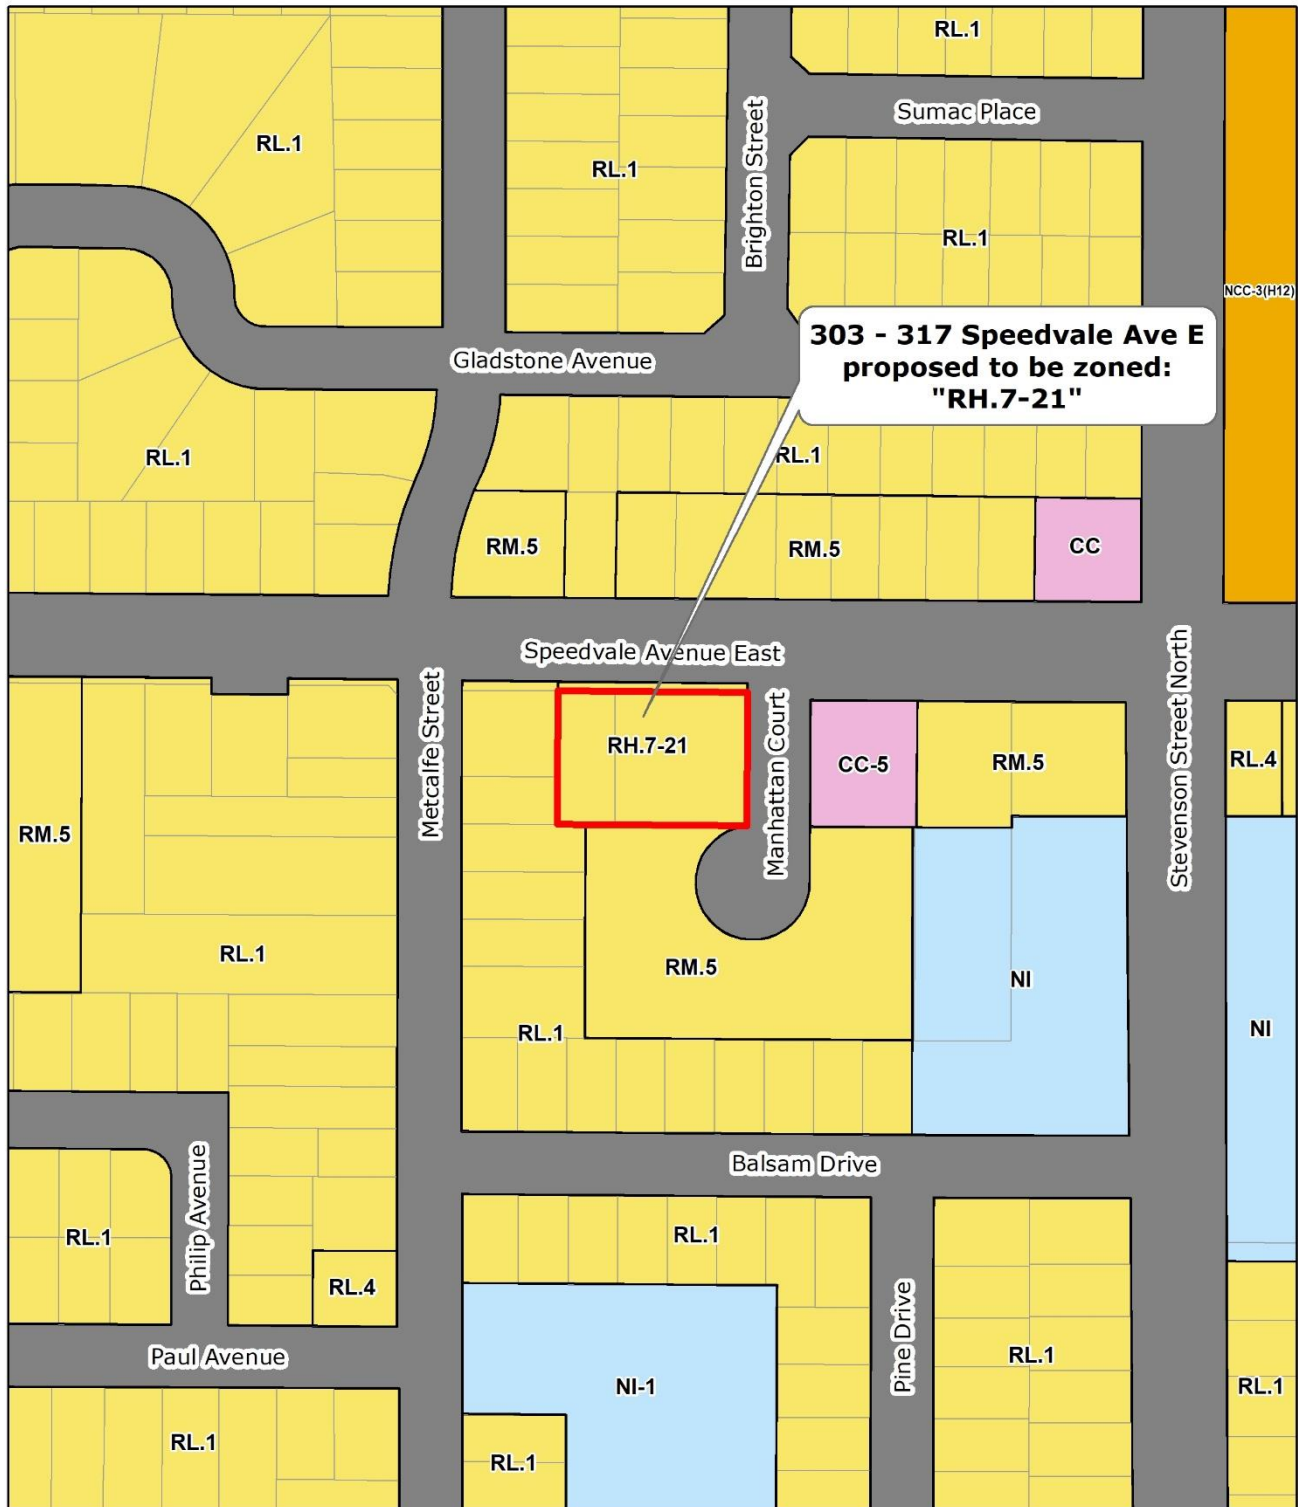 RL.1
Sumac Place
RL.1
RL.1
Brighton Street
RL.1
NCC-3(H12)
303 - 317 Speedvale Ave E
proposed to be zoned:
"RH.7-21"
Gladstone Avenue
RL.1
RL.1
RM.5
RM.5
CC
Speedvale Avenue East
Stevenson Street North
Metcalfe Street
RH.7-21
Manhattan Court
CC-5
RM.5
RL.4
RM.5
RL.1
RM.5
NI
NI
RL.1
Balsam Drive
RL.1
Philip Avenue
RL.1
RL.4
Paul Avenue
Pine Drive
RL.1
NI-1
RL.1
RL.1
RL.1